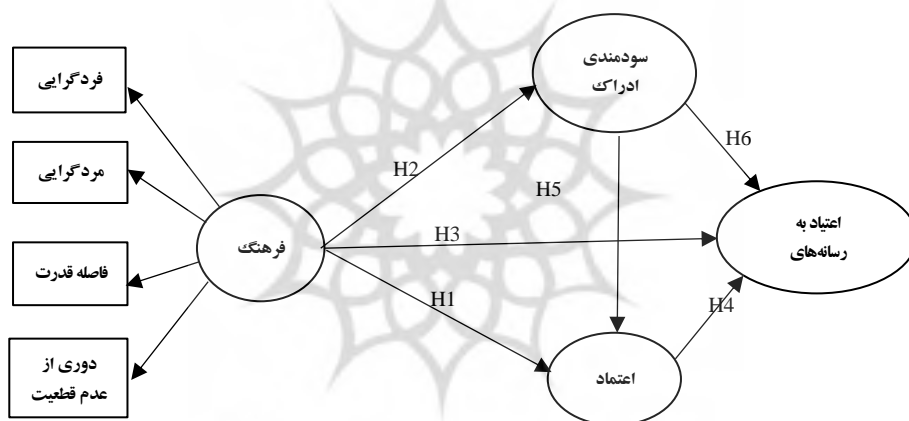 سودمندی
ادراک
فردگرایی
H6
مردگرایی
H2
H5
اعتیاد به
رسانه‌های
فرهنگ
H3
فاصله قدرت
H1
H4
دوری از
عدم قطعیت
اعتماد